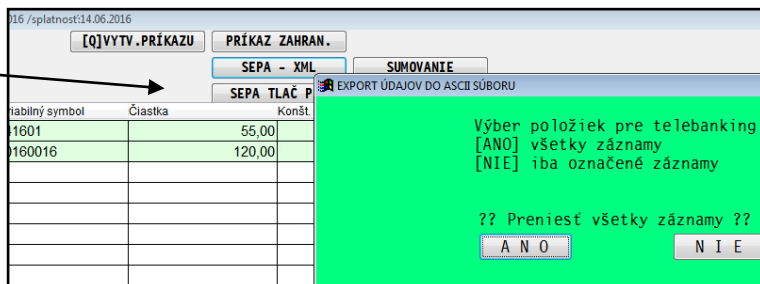 016 /splatnosť:14.06.2016
[Q]VYTV.PRÍKAZU PRÍKAZ ZAHRAN.
SEPA - XML SUMOVANIE
SEPA TLAČ P
EXPORT ÚDAJOV DO ASCII SÚBORU
riabilný symbol Čiastka Konšt.
41601 55,00
0160016 120,00
Výber položiek pre telebanking
[ANO] všetky záznamy
[NIE] iba označené záznamy
?? Preniesť všetky záznamy ??
A N O N I E